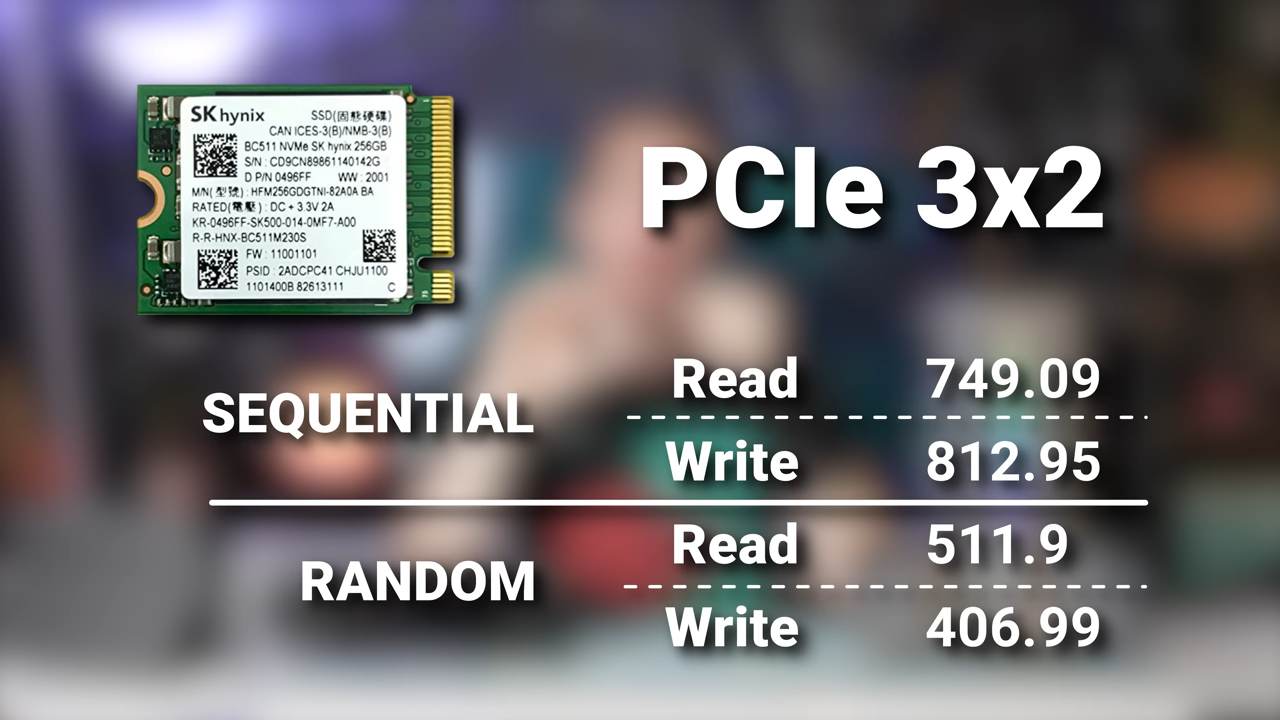 SK hynix
SSD(固態硬碟)
CAN ICES-3(B)/NMB-3(B)
BC511 NVMe SK hynix 256GB
S/N : CD9CN89861140142G
D P/N 0496FF WW : 2001
M/N( 型號) : HFM256GDGTNI-82A0A BA
RATED(電壓) : DC + 3.3V 2A
KR-0496FF-SK500-014-0MF7-A00
R-R-HNX-BC511M230S
FW : 11001101
PSID : 2ADCPC41 CHJU1100
1101400B 82613111 C
PCIe 3x2
SEQUENTIAL
Read 749.09
Write 812.95
RANDOM
Read 511.9
Write 406.99